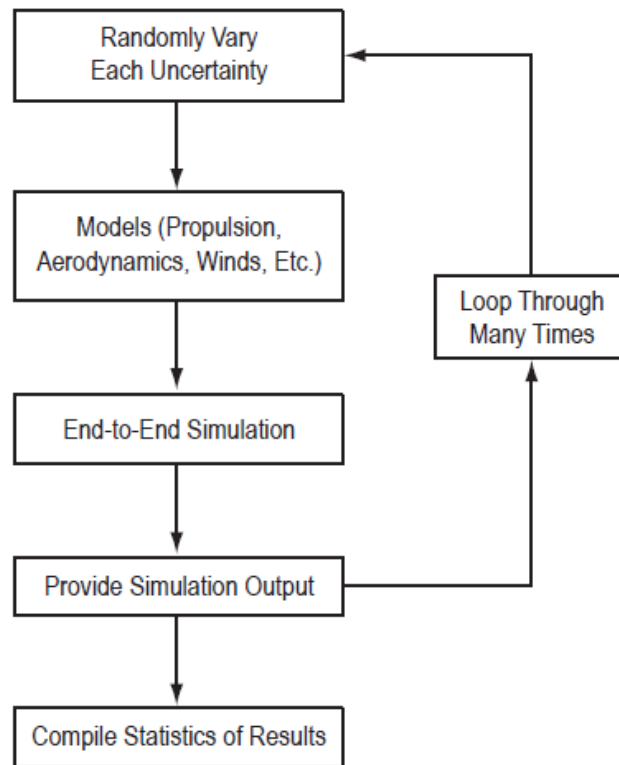 Randomly Vary
Each Uncertainty
Models (Propulsion,
Aerodynamics, Winds, Etc.)
Loop Through
Many Times
End-to-End Simulation
Provide Simulation Output
Compile Statistics of Results